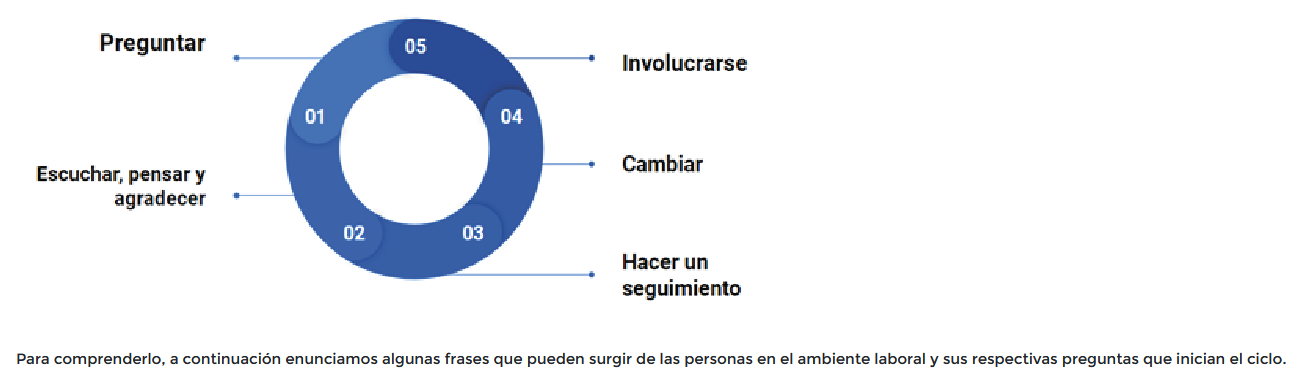 Preguntar
05
Involucrarse
01
04
Escuchar, pensar y
agradecer
Cambiar
02
03
Hacer un
seguimiento
Para comprenderlo, a continuación enunciamos algunas frases que pueden surgir de las personas en el ambiente laboral y sus respectivas preguntas que inician el ciclo.